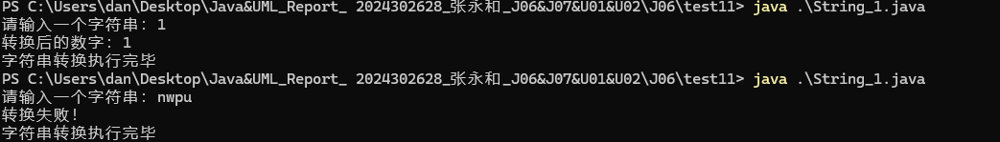 PS C:\Users\dan\Desktop\Java&UML_Report_ 2024302628_张永和_J06&J07&U01&U02\J06\test11> java .\String_1.java
请输入一个字符串: 1
转换后的数字: 1
字符串转换执行完毕
PS C:\Users\dan\Desktop\Java&UML_Report_ 2024302628_张永和_J06&J07&U01&U02\J06\test11> java .\String_1.java
请输入一个字符串: nwpu
转换失败!
字符串转换执行完毕